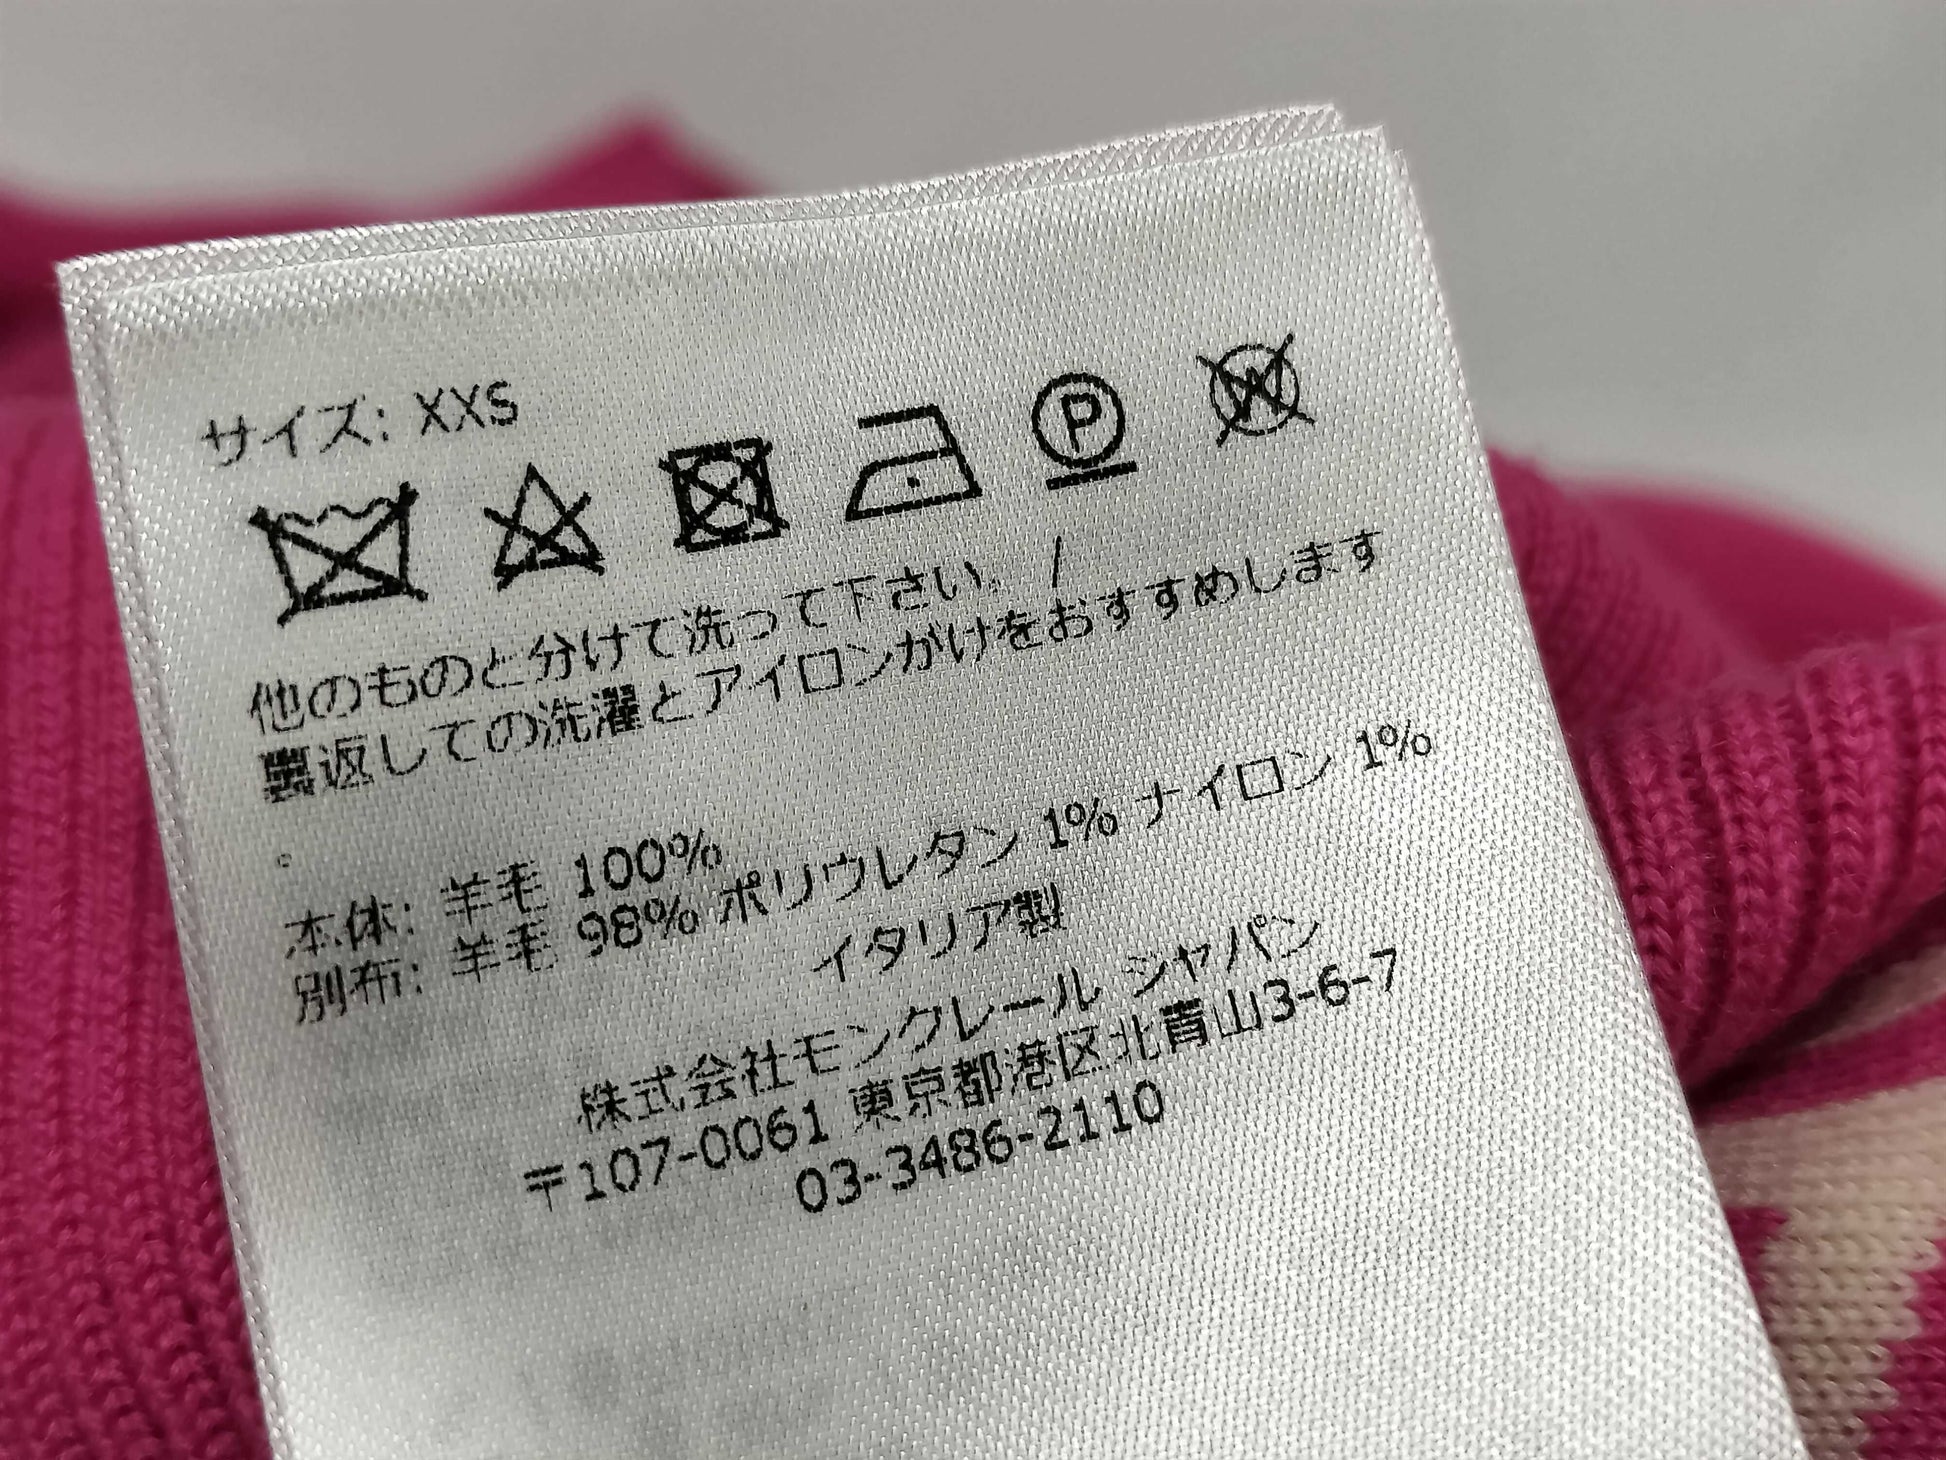 サイズ: XXS
P
W
他のものと分けて洗って下さい。 /
裏返しての洗濯とアイロンがけをおすすめします
。
本体: 羊毛 100%
別布: 羊毛 98% ポリウレタン 1% ナイロン 1%
イタリア製
株式会社モンクレール ジャパン
〒107-0061 東京都港区北青山3-6-7
03-3486-2110